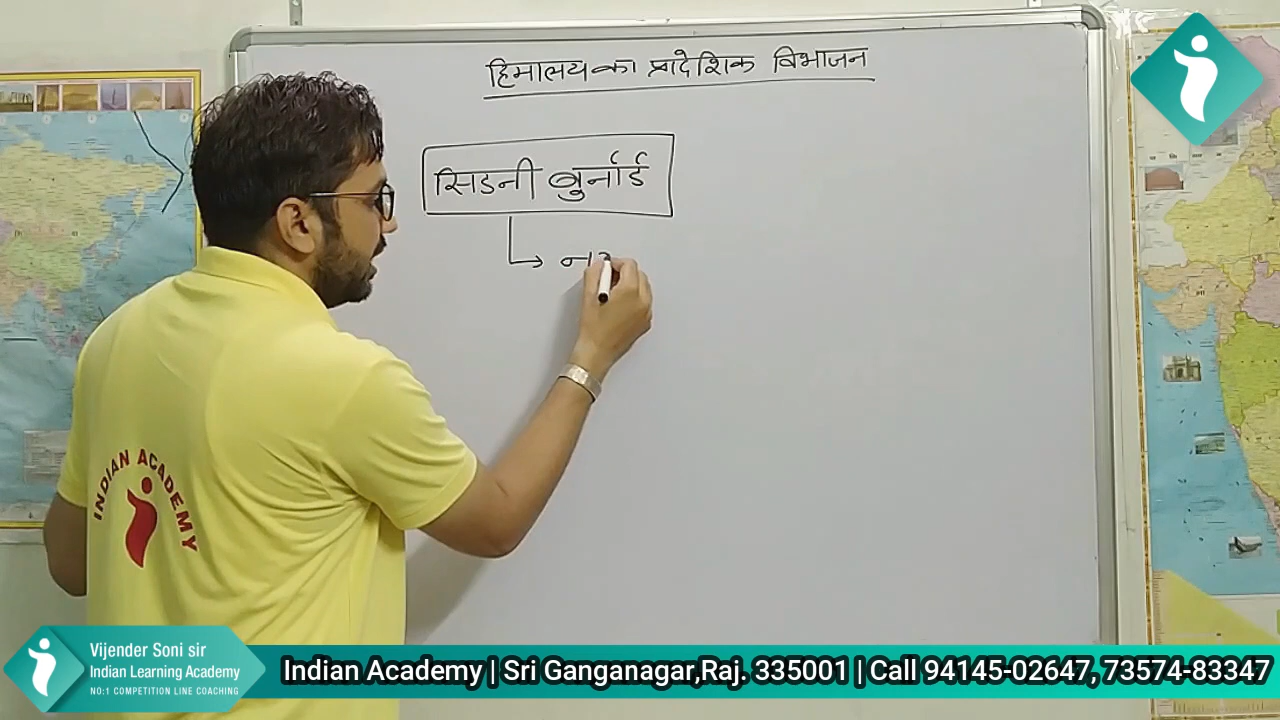 हिमालय का प्रादेशिक विभाजन
सिडनी बुर्नार्ड
INDIAN ACADEMY
Vijender Soni sir
Indian Learning Academy
NO:1 COMPETITION LINE COACHING
Indian Academy | Sri Ganganagar,Raj. 335001 | Call 94145-02647, 73574-83347